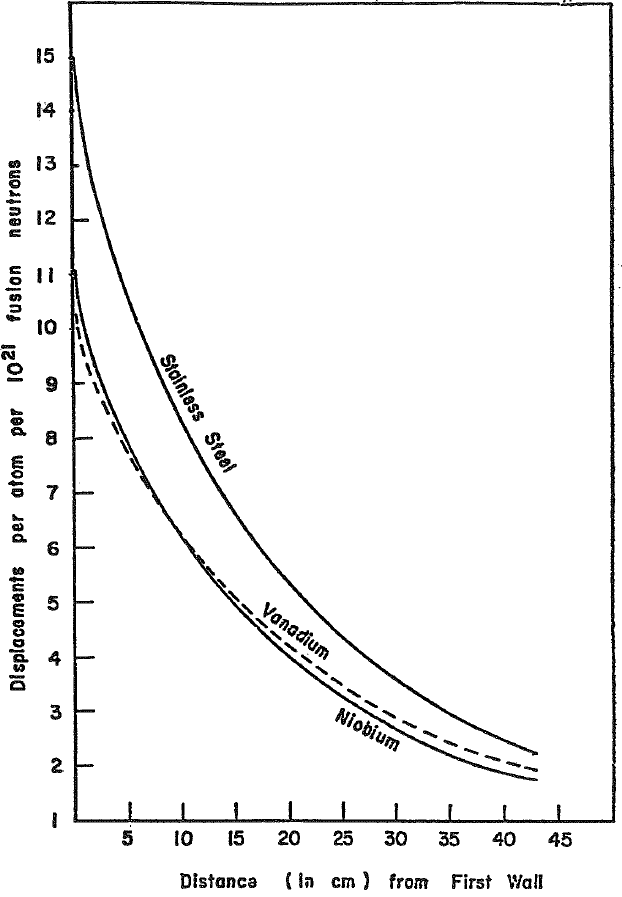 15
14
13
12
11
10
9
8
7
6
5
4
3
2
1
Displacements per atom per 10²¹ fusion neutrons
Stainless Steel
Vanadium
Niobium
5 10 15 20 25 30 35 40 45
Distance (in cm) from First Wall